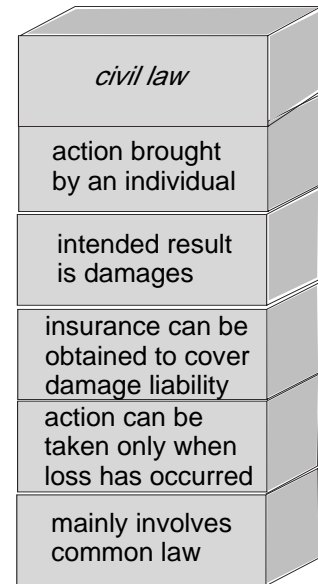 civil law
action brought
by an individual
intended result
is damages
insurance can be
obtained to cover
damage liability
action can be
taken only when
loss has occurred
mainly involves
common law